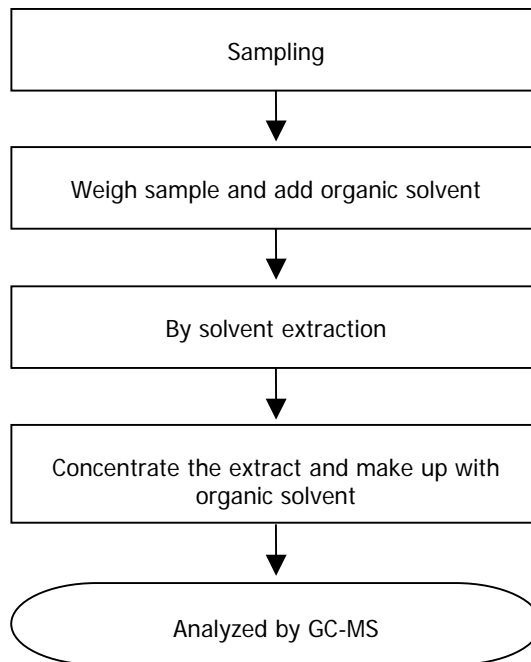 Sampling
Weigh sample and add organic solvent
By solvent extraction
Concentrate the extract and make up with
organic solvent
Analyzed by GC-MS